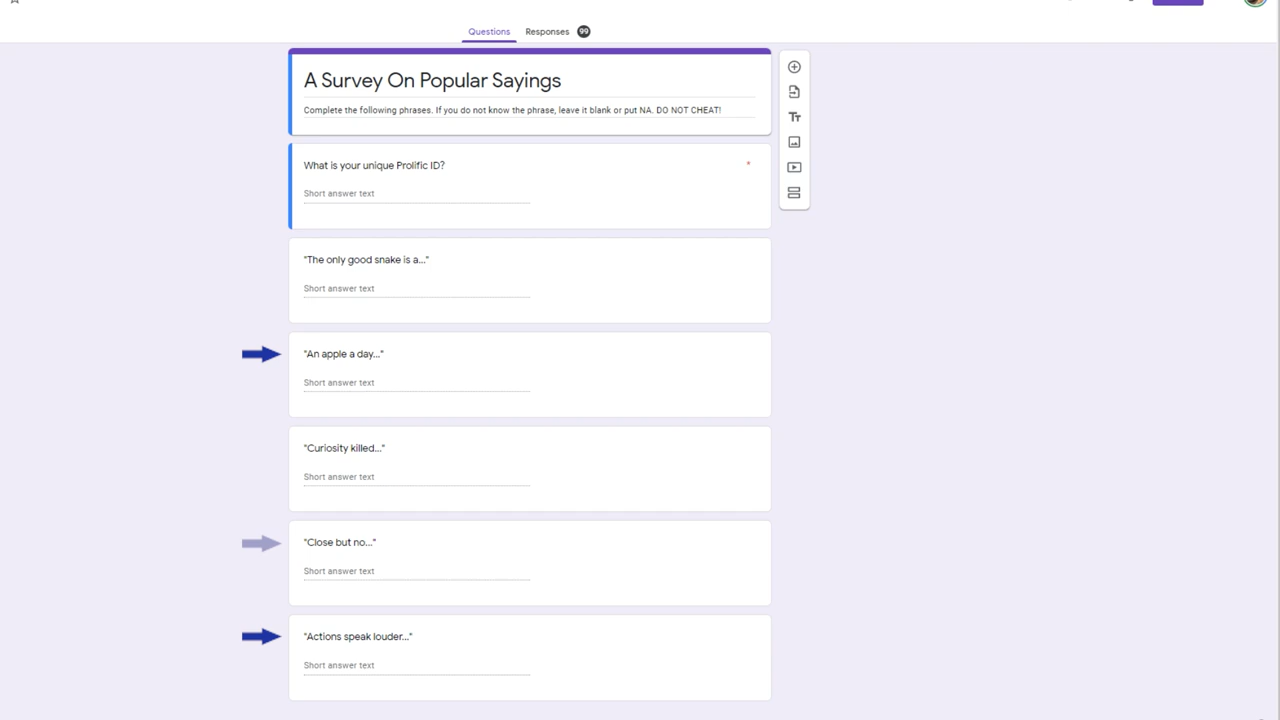 Questions
Responses 99
A Survey On Popular Sayings
Complete the following phrases. If you do not know the phrase, leave it blank or put NA. DO NOT CHEAT!
What is your unique Prolific ID?
*
Short answer text
"The only good snake is a..."
Short answer text
"An apple a day..."
Short answer text
"Curiosity killed..."
Short answer text
"Close but no..."
Short answer text
"Actions speak louder..."
Short answer text
Tт